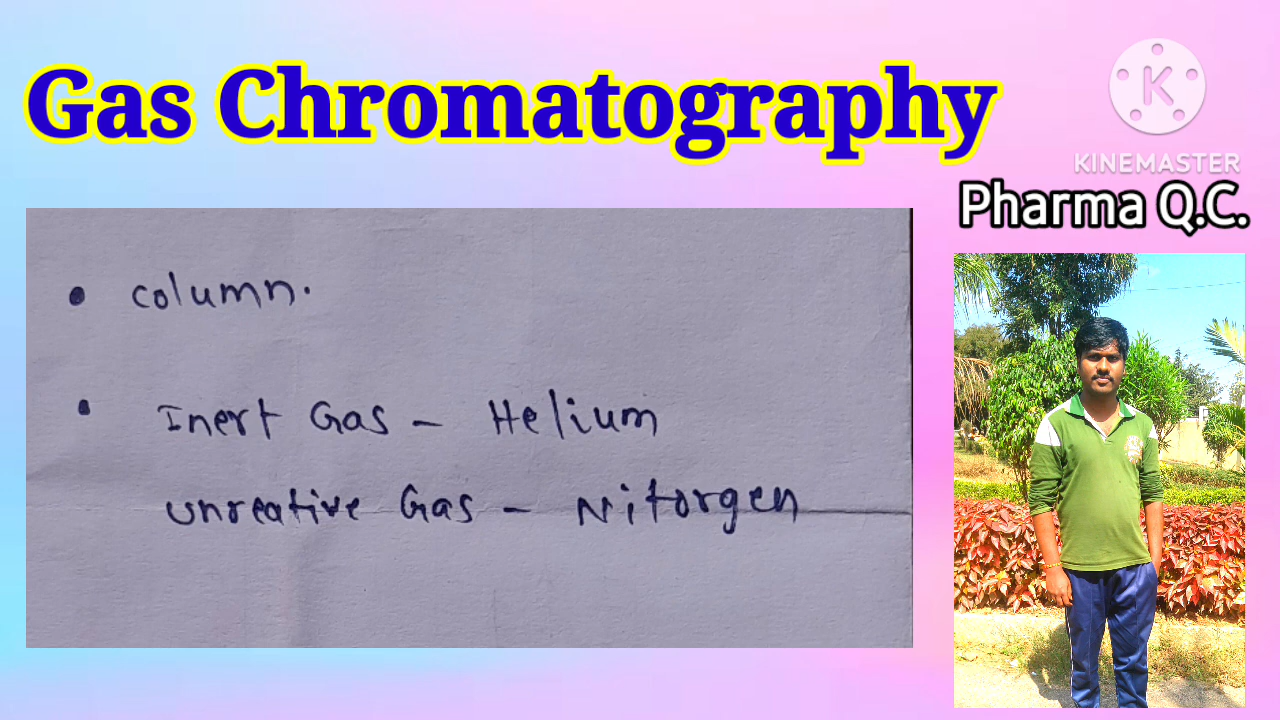 Gas Chromatography
KINEMASTER
Pharma Q.C.
• column.
• Inert Gas - Helium
unreative Gas - Nitorgen